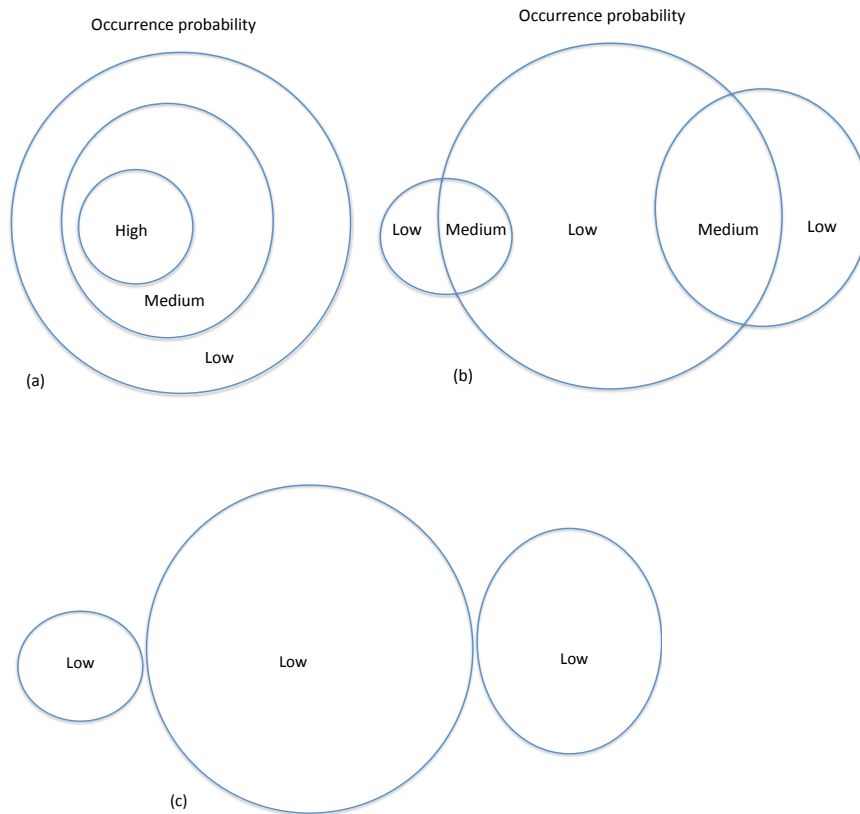 Occurrence probability
High
Medium
Low
(a)
Occurrence probability
Low
Medium
Low
Medium
Low
(b)
Low
Low
Low
(c)